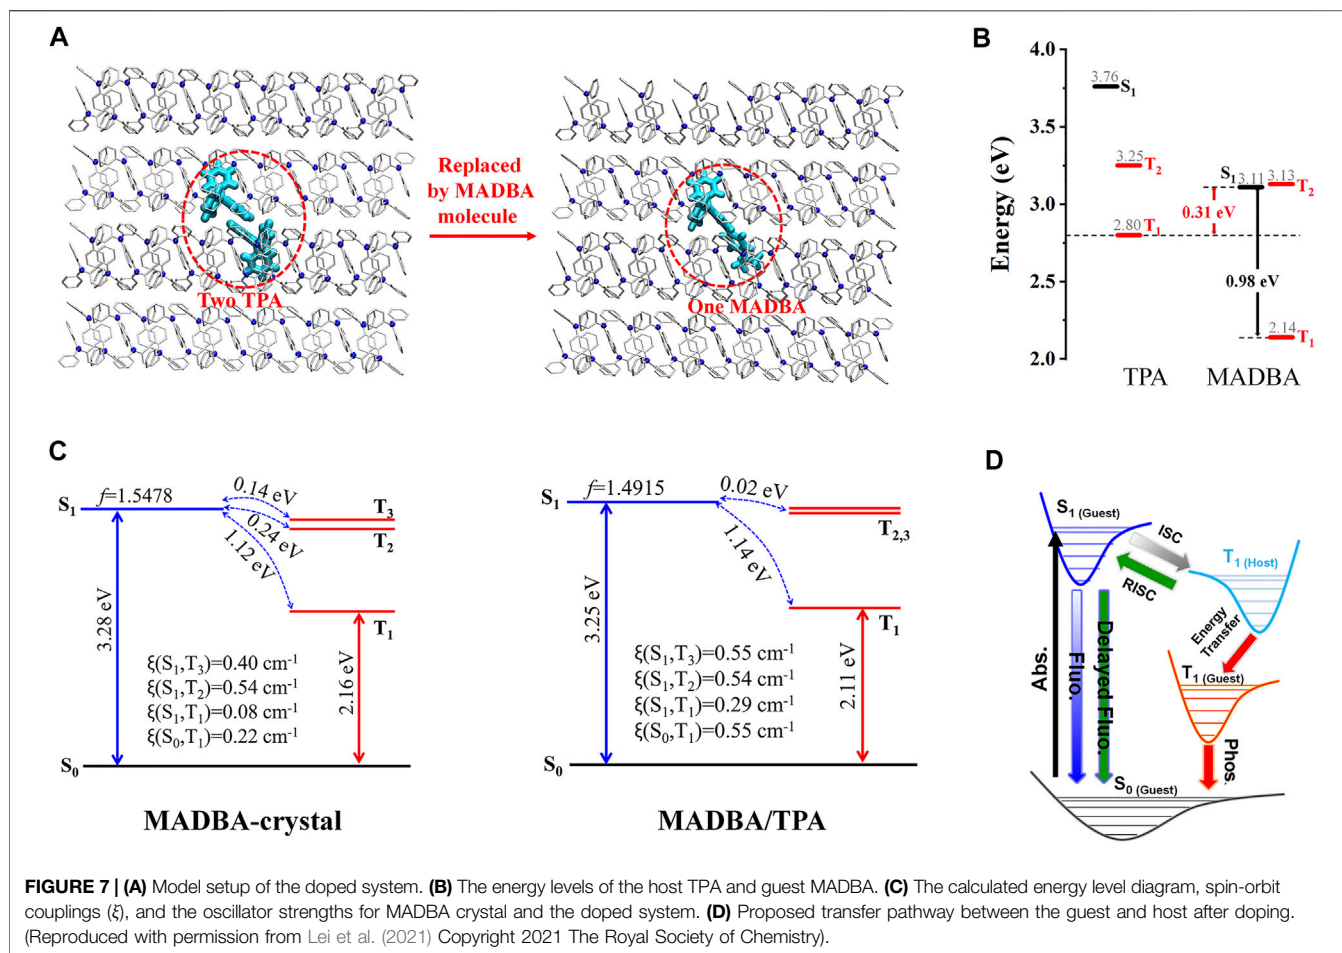 A
Replaced
by MADBA
molecule
Two TPA
One MADBA
B
Energy (eV)
4.0
3.5
3.0
2.5
2.0
3.76
S1
3.25
T2
2.80
T1
S1
3.11
3.13
T2
0.31 eV
0.98 eV
2.14
T1
TPA
MADBA
C
S1
f=1.5478
0.14 eV
0.24 eV
1.12 eV
T3
T2
T1
3.28 eV
2.16 eV
ξ(S1,T3)=0.40 cm-1
ξ(S1,T2)=0.54 cm-1
ξ(S1,T1)=0.08 cm-1
ξ(S0,T1)=0.22 cm-1
S0
MADBA-crystal
S1
f=1.4915
0.02 eV
1.14 eV
T2,3
T1
3.25 eV
2.11 eV
ξ(S1,T3)=0.55 cm-1
ξ(S1,T2)=0.54 cm-1
ξ(S1,T1)=0.29 cm-1
ξ(S0,T1)=0.55 cm-1
S0
MADBA/TPA
D
S1 (Guest)
ISC
RISC
T1 (Host)
Energy
Transfer
T1 (Guest)
Abs.
Fluo.
Delayed Fluo.
Phos.
S0 (Guest)
FIGURE 7 | (A) Model setup of the doped system. (B) The energy levels of the host TPA and guest MADBA. (C) The calculated energy level diagram, spin-orbit
couplings (ξ), and the oscillator strengths for MADBA crystal and the doped system. (D) Proposed transfer pathway between the guest and host after doping.
(Reproduced with permission from Lei et al. (2021) Copyright 2021 The Royal Society of Chemistry).